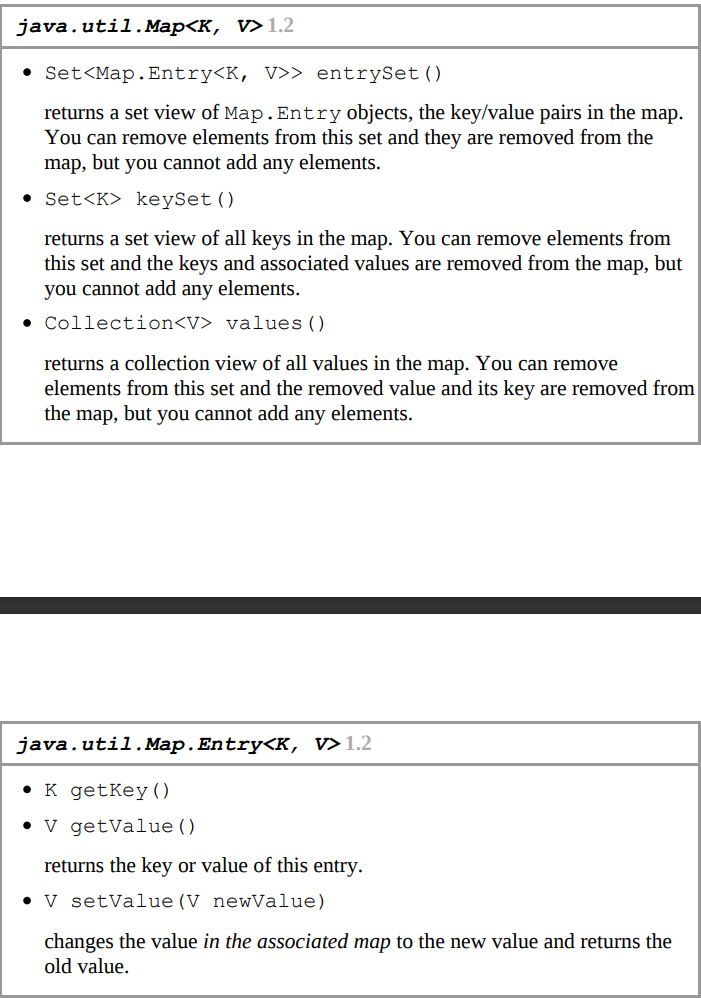 java.util.Map<K, V> 1.2
• Set<Map.Entry<K, V>> entrySet()
returns a set view of Map.Entry objects, the key/value pairs in the map.
You can remove elements from this set and they are removed from the
map, but you cannot add any elements.
• Set<K> keySet()
returns a set view of all keys in the map. You can remove elements from
this set and the keys and associated values are removed from the map, but
you cannot add any elements.
• Collection<V> values()
returns a collection view of all values in the map. You can remove
elements from this set and the removed value and its key are removed from
the map, but you cannot add any elements.
java.util.Map.Entry<K, V> 1.2
• K getKey()
• V getValue()
returns the key or value of this entry.
• V setValue(V newValue)
changes the value in the associated map to the new value and returns the
old value.